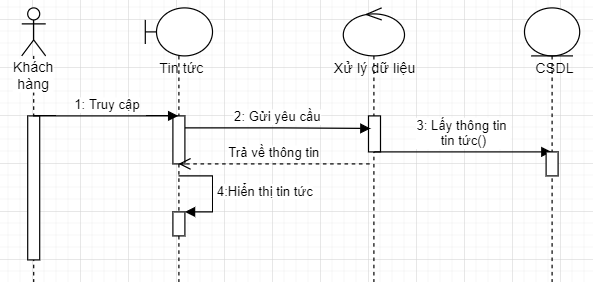 Khách
hàng
Tin tức
Xử lý dữ liệu
CSDL
1: Truy cập
2: Gửi yêu cầu
3: Lấy thông tin
tin tức()
Trả về thông tin
4:Hiển thị tin tức